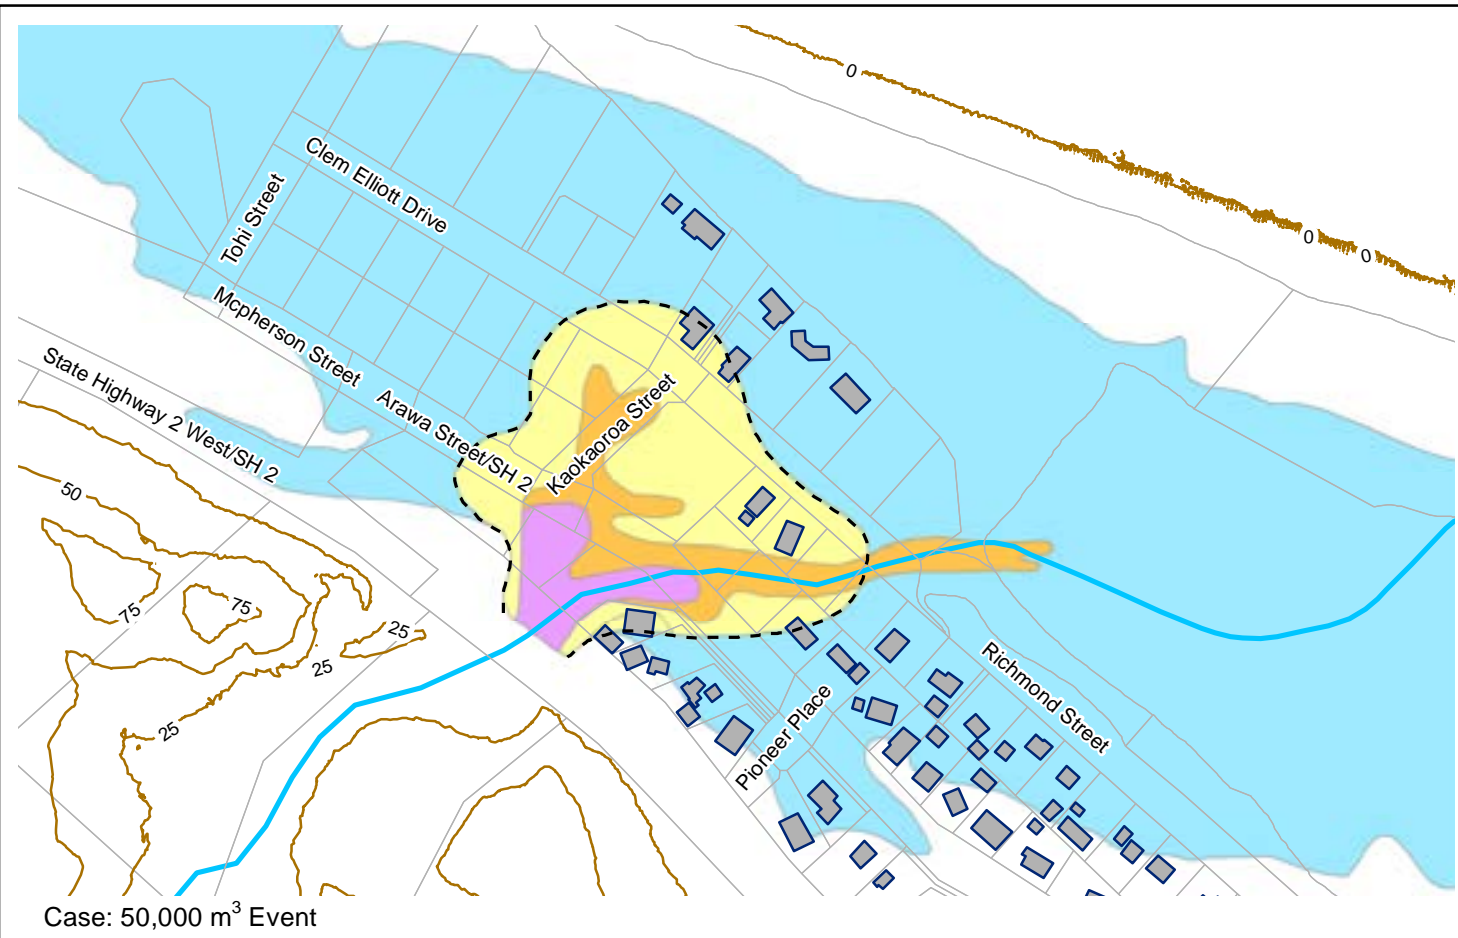 0
Clem Elliott Drive
Tohi Street
0
0
Mcpherson Street
State Highway 2 West/SH 2
Arawa Street/SH 2
Kaokaoroa Street
50
75
75
25
25
25
Richmond Street
Pioneer Place
Case: 50,000 m³ Event